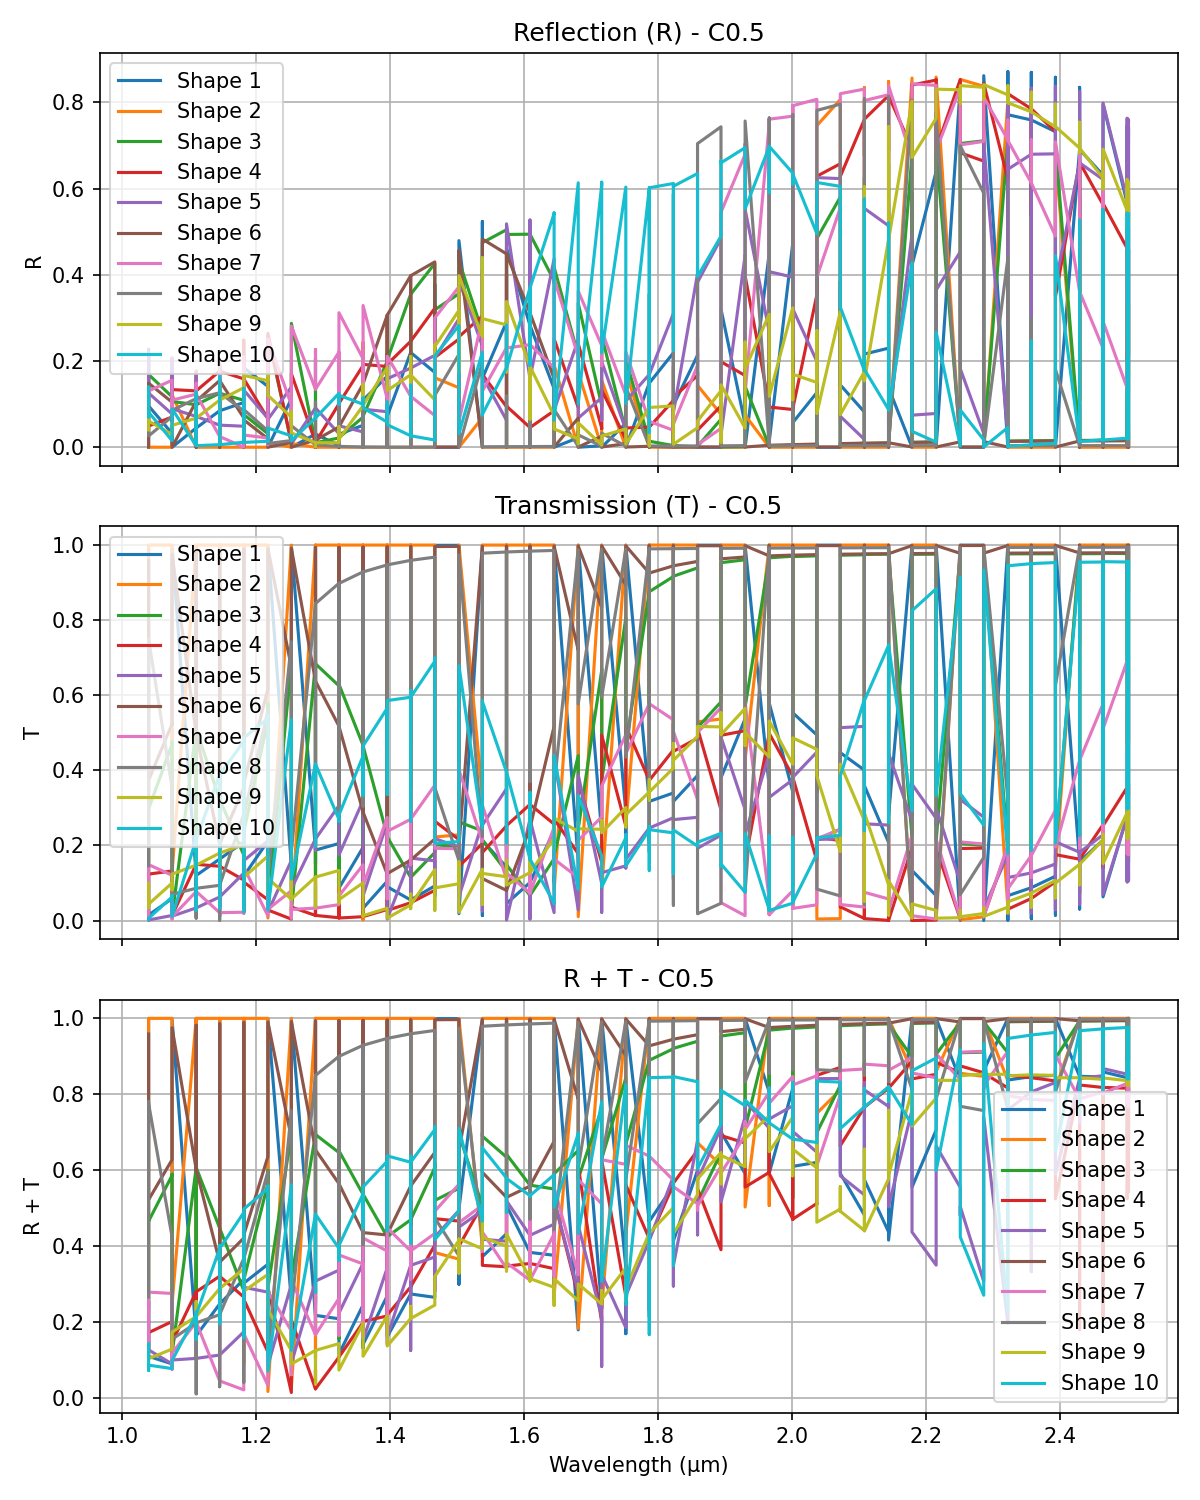 Reflection (R) - C0.5
R
0.8
0.6
0.4
0.2
0.0
Shape 1
Shape 2
Shape 3
Shape 4
Shape 5
Shape 6
Shape 7
Shape 8
Shape 9
Shape 10
Transmission (T) - C0.5
T
1.0
0.8
0.6
0.4
0.2
0.0
Shape 1
Shape 2
Shape 3
Shape 4
Shape 5
Shape 6
Shape 7
Shape 8
Shape 9
Shape 10
R + T - C0.5
R + T
1.0
0.8
0.6
0.4
0.2
0.0
Shape 1
Shape 2
Shape 3
Shape 4
Shape 5
Shape 6
Shape 7
Shape 8
Shape 9
Shape 10
1.0 1.2 1.4 1.6 1.8 2.0 2.2 2.4
Wavelength (μm)